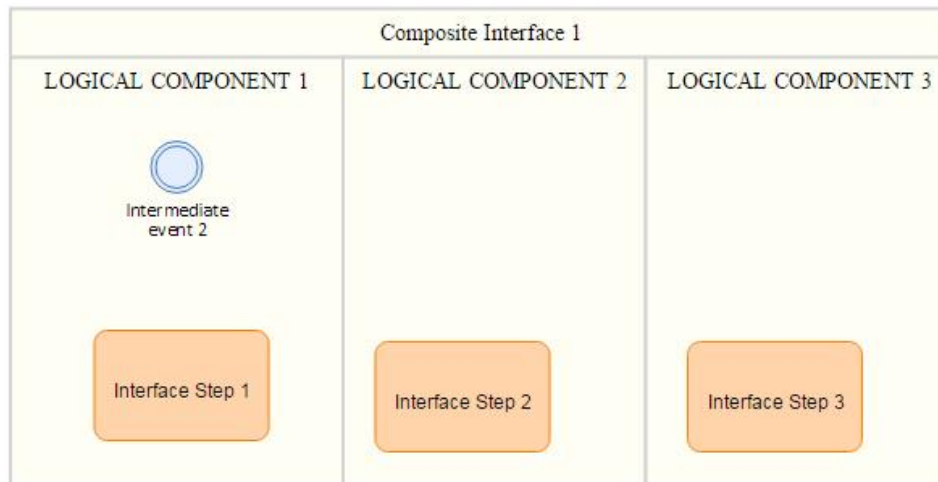 Composite Interface 1
LOGICAL COMPONENT 1
LOGICAL COMPONENT 2
LOGICAL COMPONENT 3
Intermediate
event 2
Interface Step 1
Interface Step 2
Interface Step 3